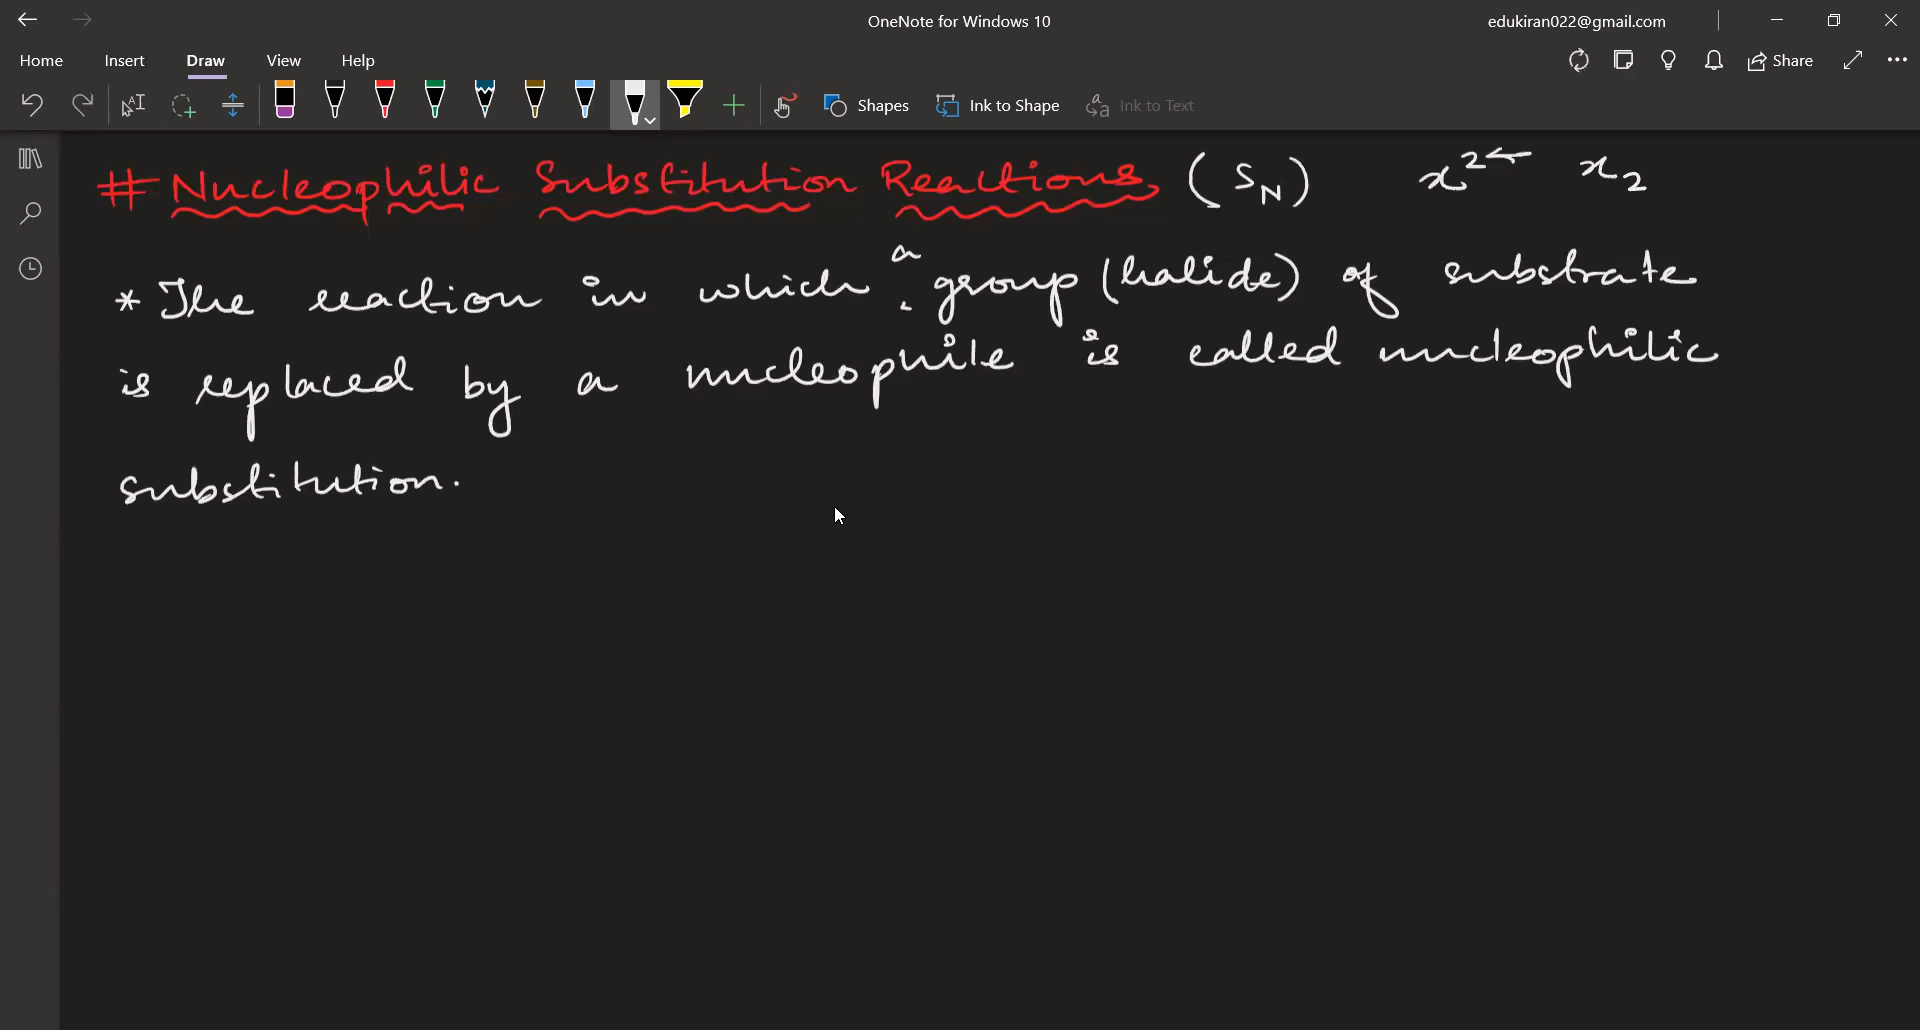 OneNote for Windows 10
edukiran022@gmail.com
Home Insert Draw View Help
Share
Shapes Ink to Shape Ink to Text
# Nucleophilic Substitution Reactions (SN) x² ← x₂
* The reaction in which a group (halide) of substrate
is replaced by a nucleophile is called nucleophilic
substitution.